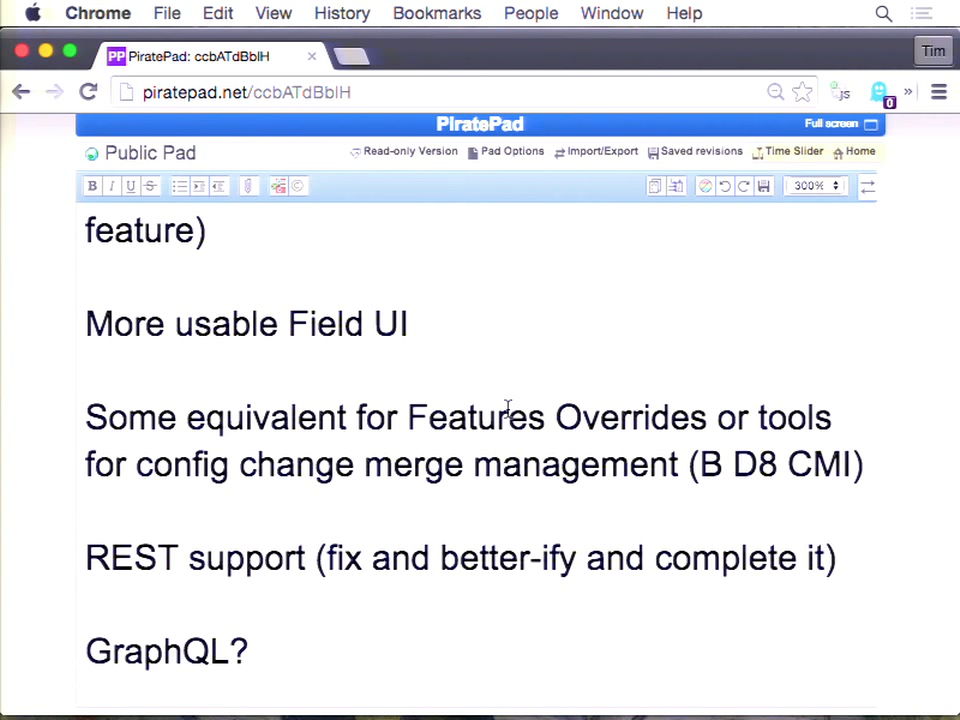 Chrome File Edit View History Bookmarks People Window Help
PP PiratePad: ccbATdBblH × Tim
piratepad.net/ccbATdBblH js 0 »
PiratePad Full screen
Public Pad Read-only Version Pad Options Import/Export Saved revisions Time Slider Home
B I U S © 300%
feature)
More usable Field UI
Some equivalent for Features Overrides or tools
for config change merge management (B D8 CMI)
REST support (fix and better-ify and complete it)
GraphQL?